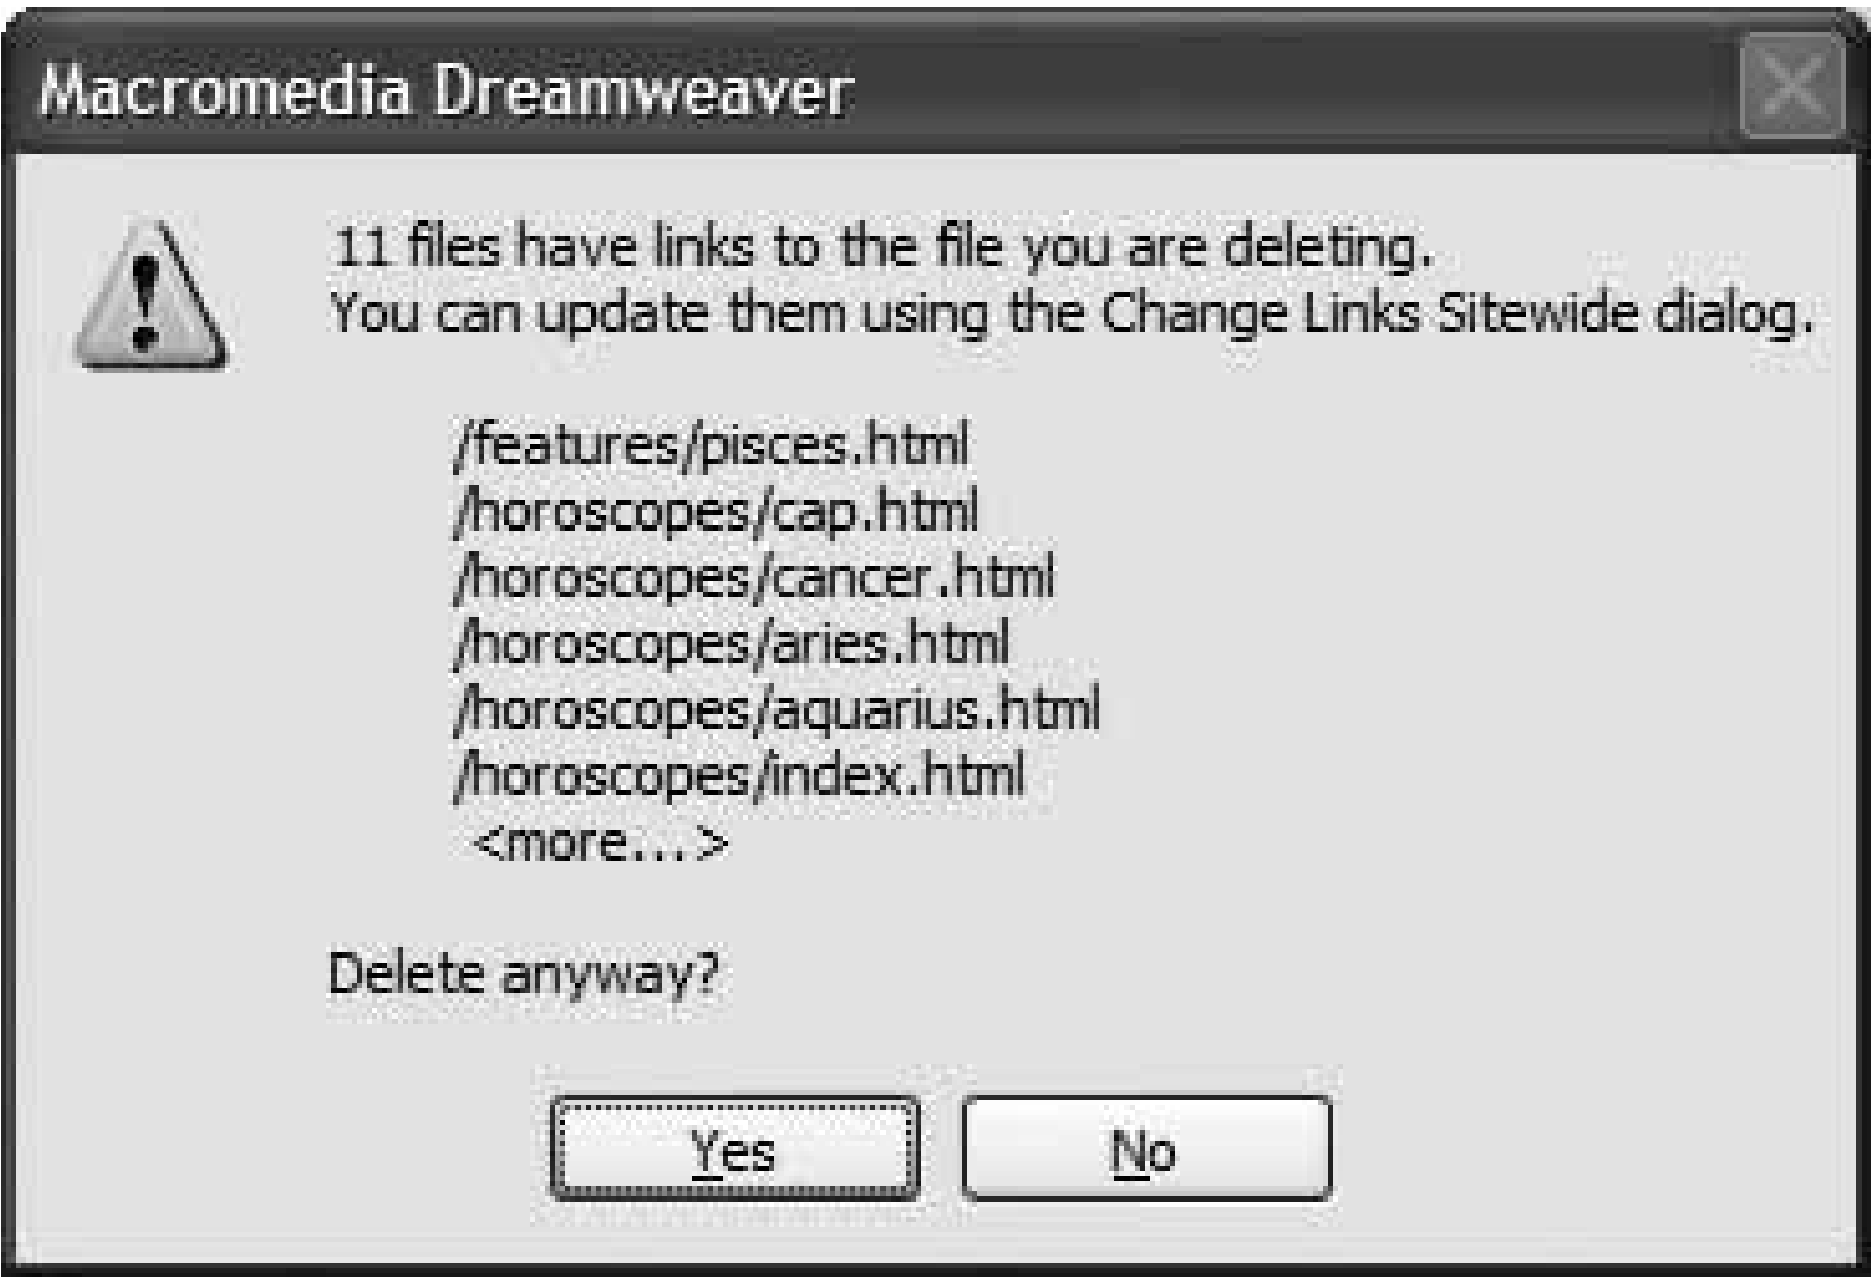 Macromedia Dreamweaver
11 files have links to the file you are deleting.
You can update them using the Change Links Sitewide dialog.
/features/pisces.html
/horoscopes/cap.html
/horoscopes/cancer.html
/horoscopes/aries.html
/horoscopes/aquarius.html
/horoscopes/index.html
<more...>
Delete anyway?
Yes No